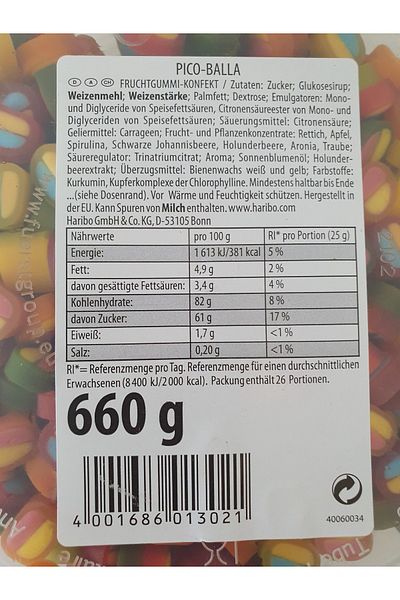 PICO-BALLA
D A CH FRUCHTGUMMI-KONFEKT / Zutaten: Zucker; Glukosesirup;
Weizenmehl; Weizenstärke; Palmfett; Dextrose; Emulgatoren: Mono-
und Diglyceride von Speisefettsäuren, Citronensäureester von Mono- und
Diglyceriden von Speisefettsäuren; Säuerungsmittel: Citronensäure;
Geliermittel: Carrageen; Frucht- und Pflanzenkonzentrate: Rettich, Apfel,
Spirulina, Schwarze Johannisbeere, Holunderbeere, Aronia, Traube;
Säureregulator: Trinatriumcitrat; Aroma; Sonnenblumenöl; Holunder-
beerextrakt; Überzugsmittel: Bienenwachs weiß und gelb; Farbstoffe:
Kurkumin, Kupferkomplexe der Chlorophylline. Mindestens haltbar bis Ende
...(siehe Dosenrand). Vor Wärme und Feuchtigkeit schützen. Hergestellt in
der EU. Kann Spuren von Milch enthalten. www.haribo.com
Haribo GmbH & Co. KG, D-53105 Bonn
Nährwerte pro 100 g RI* pro Portion (25 g)
Energie: 1 613 kJ/381 kcal 5 %
Fett: 4,9 g 2 %
davon gesättigte Fettsäuren: 3,4 g 4 %
Kohlenhydrate: 82 g 8 %
davon Zucker: 61 g 17 %
Eiweiß: 1,7 g <1 %
Salz: 0,20 g <1 %
RI*= Referenzmenge pro Tag. Referenzmenge für einen durchschnittlichen
Erwachsenen (8 400 kJ/2 000 kcal). Packung enthält 26 Portionen.
660 g
4 001686 013021
40060034
www.fuerstgroup.eu